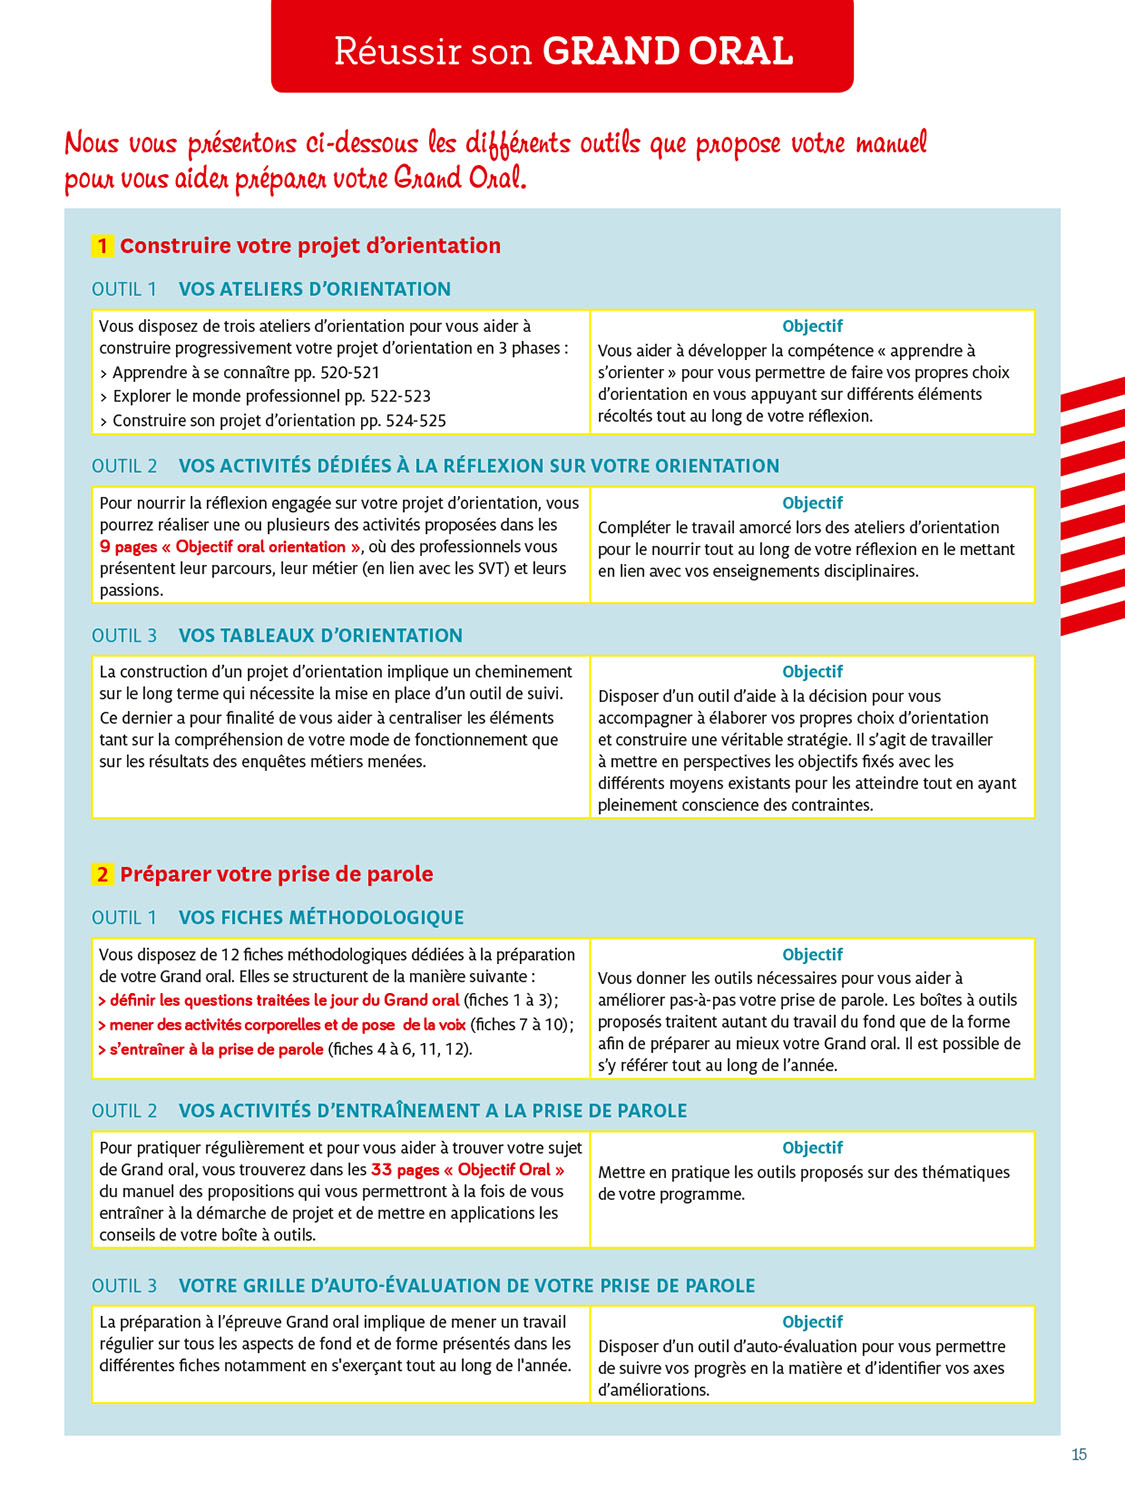 Réussir son GRAND ORAL
Nous vous présentons ci-dessous les différents outils que propose votre manuel
pour vous aider préparer votre Grand Oral.
1 Construire votre projet d’orientation
OUTIL 1 VOS ATELIERS D’ORIENTATION
Vous disposez de trois ateliers d’orientation pour vous aider à
construire progressivement votre projet d’orientation en 3 phases :
> Apprendre à se connaître pp. 520-521
> Explorer le monde professionnel pp. 522-523
> Construire son projet d’orientation pp. 524-525
Objectif
Vous aider à développer la compétence « apprendre à
s’orienter » pour vous permettre de faire vos propres choix
d’orientation en vous appuyant sur différents éléments
récoltés tout au long de votre réflexion.
OUTIL 2 VOS ACTIVITÉS DÉDIÉES À LA RÉFLEXION SUR VOTRE ORIENTATION
Pour nourrir la réflexion engagée sur votre projet d’orientation, vous
pourrez réaliser une ou plusieurs des activités proposées dans les
9 pages « Objectif oral orientation », où des professionnels vous
présentent leur parcours, leur métier (en lien avec les SVT) et leurs
passions.
Objectif
Compléter le travail amorcé lors des ateliers d’orientation
pour le nourrir tout au long de votre réflexion en le mettant
en lien avec vos enseignements disciplinaires.
OUTIL 3 VOS TABLEAUX D’ORIENTATION
La construction d’un projet d’orientation implique un cheminement
sur le long terme qui nécessite la mise en place d’un outil de suivi.
Ce dernier a pour finalité de vous aider à centraliser les éléments
tant sur la compréhension de votre mode de fonctionnement que
sur les résultats des enquêtes métiers menées.
Objectif
Disposer d’un outil d’aide à la décision pour vous
accompagner à élaborer vos propres choix d’orientation
et construire une véritable stratégie. Il s’agit de travailler
à mettre en perspectives les objectifs fixés avec les
différents moyens existants pour les atteindre tout en ayant
pleinement conscience des contraintes.
2 Préparer votre prise de parole
OUTIL 1 VOS FICHES MÉTHODOLOGIQUE
Vous disposez de 12 fiches méthodologiques dédiées à la préparation
de votre Grand oral. Elles se structurent de la manière suivante :
> définir les questions traitées le jour du Grand oral (fiches 1 à 3) ;
> mener des activités corporelles et de pose de la voix (fiches 7 à 10) ;
> s’entraîner à la prise de parole (fiches 4 à 6, 11, 12).
Objectif
Vous donner les outils nécessaires pour vous aider à
améliorer pas-à-pas votre prise de parole. Les boîtes à outils
proposés traitent autant du travail du fond que de la forme
afin de préparer au mieux votre Grand oral. Il est possible de
s’y référer tout au long de l’année.
OUTIL 2 VOS ACTIVITÉS D’ENTRAÎNEMENT A LA PRISE DE PAROLE
Pour pratiquer régulièrement et pour vous aider à trouver votre sujet
de Grand oral, vous trouverez dans les 33 pages « Objectif Oral »
du manuel des propositions qui vous permettront à la fois de vous
entraîner à la démarche de projet et de mettre en applications les
conseils de votre boîte à outils.
Objectif
Mettre en pratique les outils proposés sur des thématiques
de votre programme.
OUTIL 3 VOTRE GRILLE D’AUTO-ÉVALUATION DE VOTRE PRISE DE PAROLE
La préparation à l’épreuve Grand oral implique de mener un travail
régulier sur tous les aspects de fond et de forme présentés dans les
différentes fiches notamment en s'exerçant tout au long de l'année.
Objectif
Disposer d’un outil d’auto-évaluation pour vous permettre
de suivre vos progrès en la matière et d’identifier vos axes
d’améliorations.
15